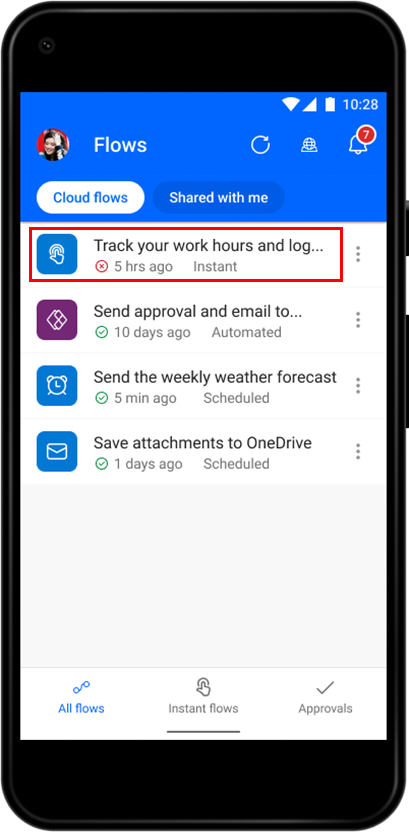 10:28
Flows
7
Cloud flows
Shared with me
Track your work hours and log...
5 hrs ago Instant
Send approval and email to...
10 days ago Automated
Send the weekly weather forecast
5 min ago Scheduled
Save attachments to OneDrive
1 days ago Scheduled
All flows
Instant flows
Approvals